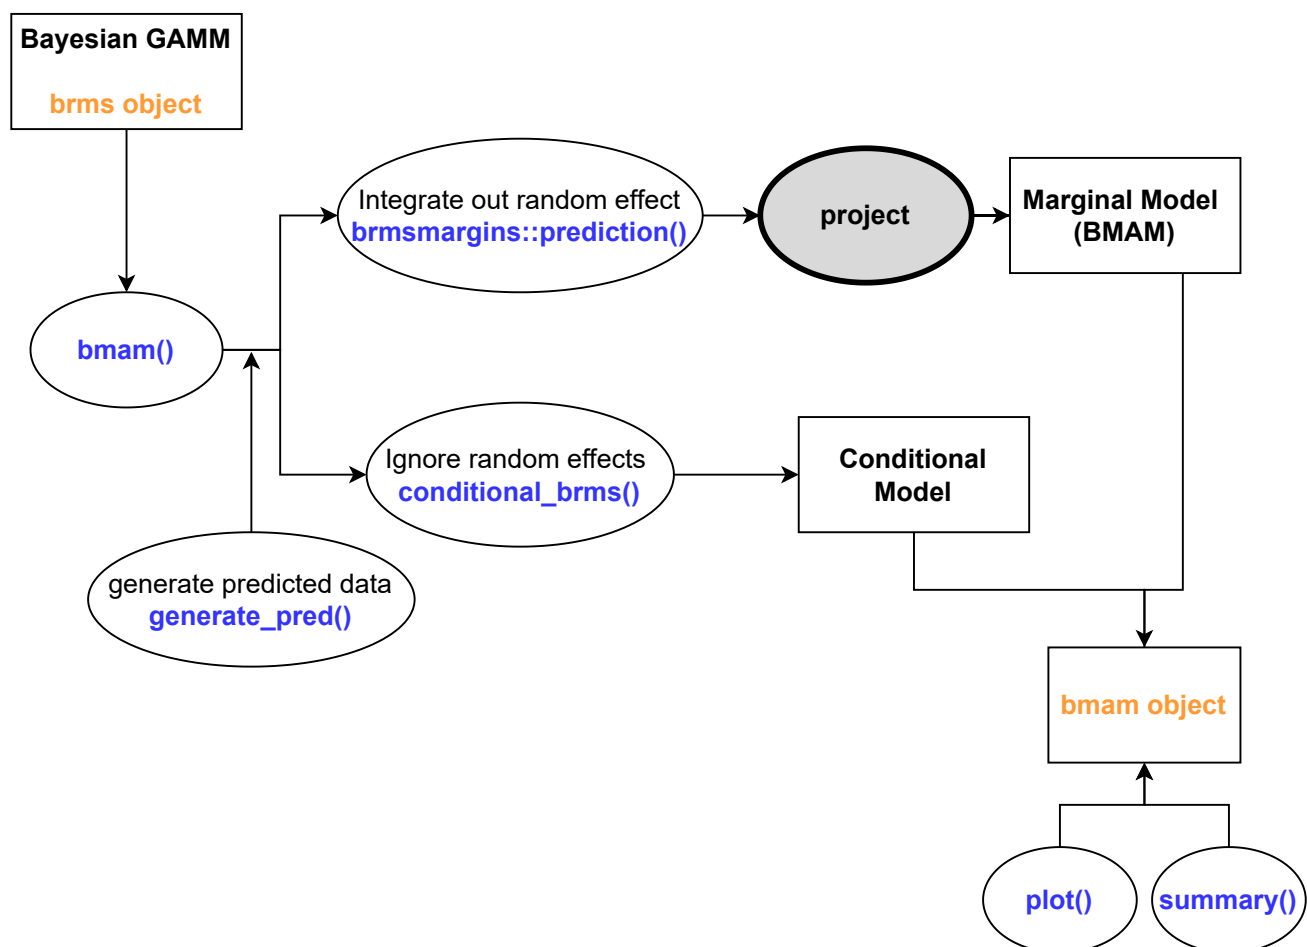 Bayesian GAMM
brms object
Integrate out random effect
brmsmargins::prediction()
project
Marginal Model
(BMAM)
bmam()
Ignore random effects
conditional_brms()
Conditional
Model
generate predicted data
generate_pred()
bmam object
plot()
summary()